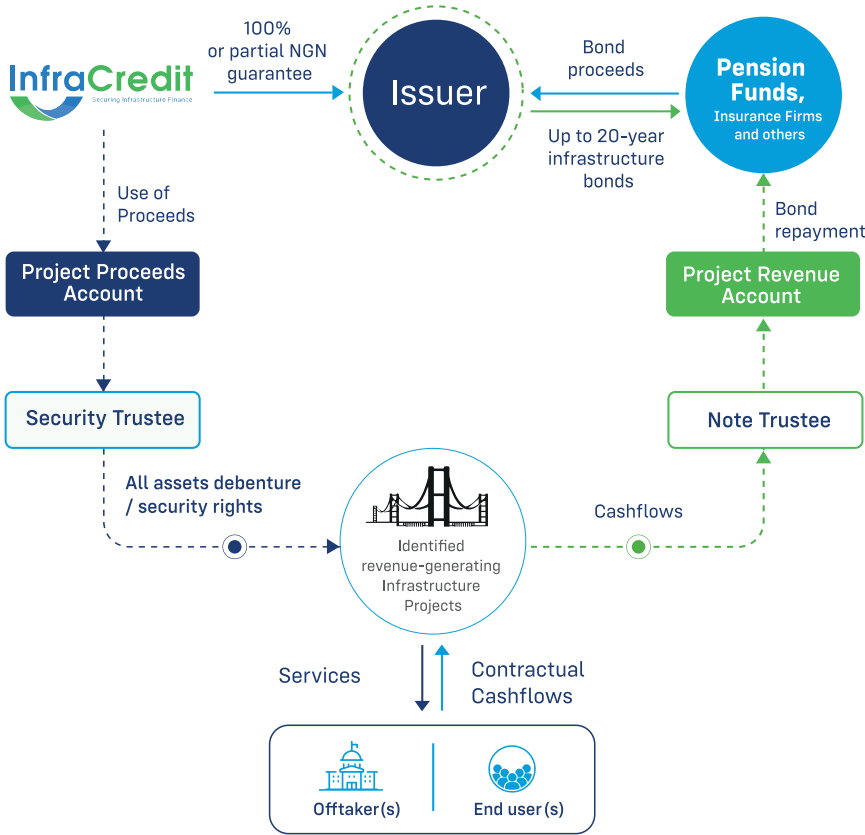 InfraCredit
Securing Infrastructure Finance
100%
or partial NGN
guarantee
Issuer
Bond
proceeds
Up to 20-year
infrastructure
bonds
Pension
Funds,
Insurance Firms
and others
Use of
Proceeds
Bond
repayment
Project Proceeds
Account
Project Revenue
Account
Security Trustee
Note Trustee
All assets debenture
/ security rights
Cashflows
Identified
revenue-generating
Infrastructure
Projects
Services
Contractual
Cashflows
Offtaker(s)
End user(s)